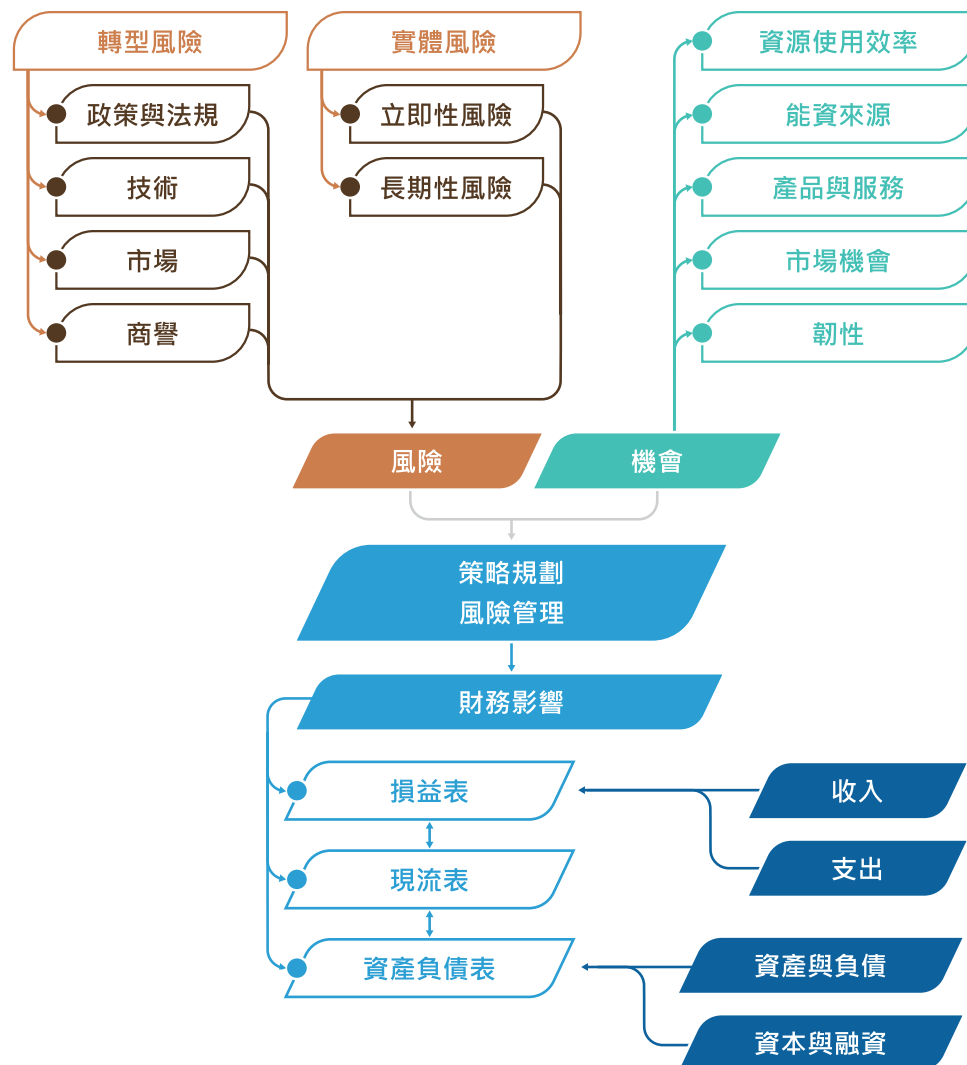 轉型風險
政策與法規
技術
市場
商譽
實體風險
立即性風險
長期性風險
資源使用效率
能資來源
產品與服務
市場機會
韌性
風險
機會
策略規劃
風險管理
財務影響
損益表
現流表
資產負債表
收入
支出
資產與負債
資本與融資